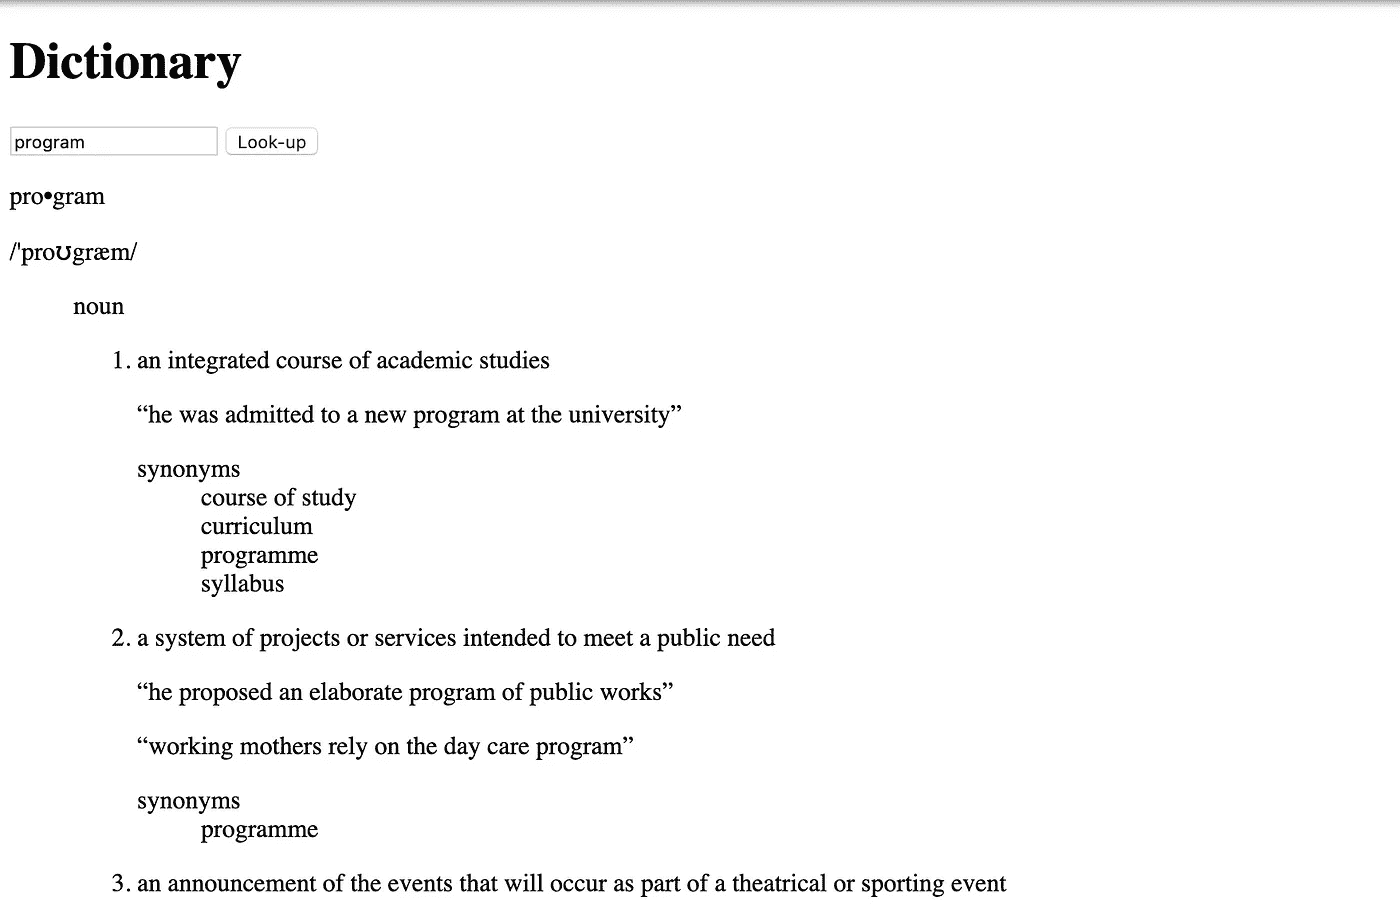 Dictionary
program Look-up
pro•gram
/'proʊgræm/
noun
1. an integrated course of academic studies
“he was admitted to a new program at the university”
synonyms
course of study
curriculum
programme
syllabus
2. a system of projects or services intended to meet a public need
“he proposed an elaborate program of public works”
“working mothers rely on the day care program”
synonyms
programme
3. an announcement of the events that will occur as part of a theatrical or sporting event